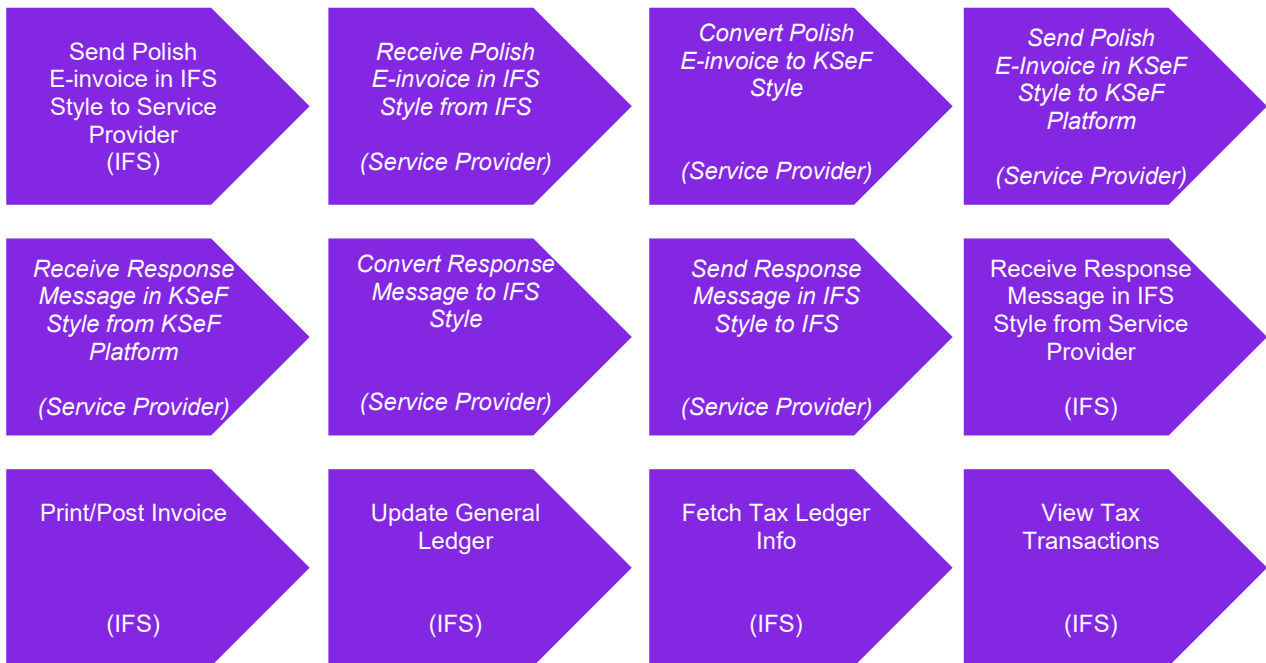 Send Polish
E-invoice in IFS
Style to Service
Provider
(IFS)
Receive Polish
E-invoice in IFS
Style from IFS
(Service Provider)
Convert Polish
E-invoice to KSeF
Style
(Service Provider)
Send Polish
E-Invoice in KSeF
Style to KSeF
Platform
(Service Provider)
Receive Response
Message in KSeF
Style from KSeF
Platform
(Service Provider)
Convert Response
Message to IFS
Style
(Service Provider)
Send Response
Message in IFS
Style to IFS
(Service Provider)
Receive Response
Message in IFS
Style from Service
Provider
(IFS)
Print/Post Invoice
(IFS)
Update General
Ledger
(IFS)
Fetch Tax Ledger
Info
(IFS)
View Tax
Transactions
(IFS)